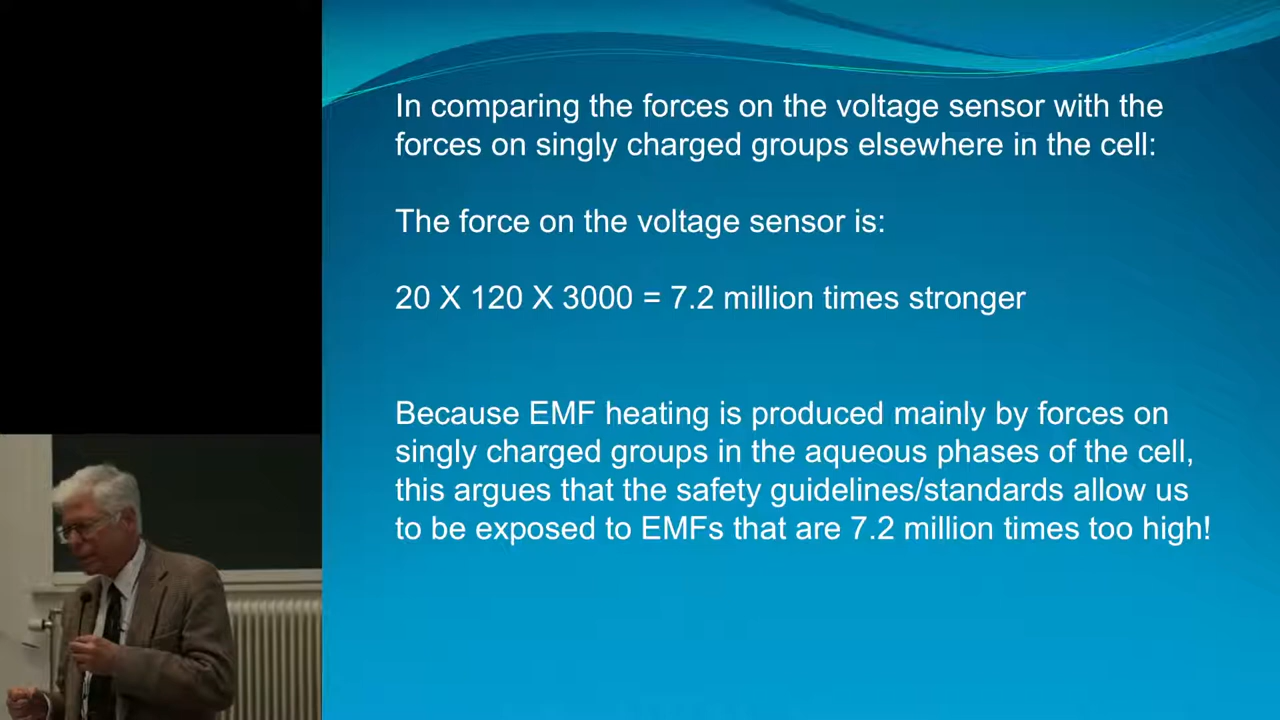 In comparing the forces on the voltage sensor with the
forces on singly charged groups elsewhere in the cell:
The force on the voltage sensor is:
20 X 120 X 3000 = 7.2 million times stronger
Because EMF heating is produced mainly by forces on
singly charged groups in the aqueous phases of the cell,
this argues that the safety guidelines/standards allow us
to be exposed to EMFs that are 7.2 million times too high!